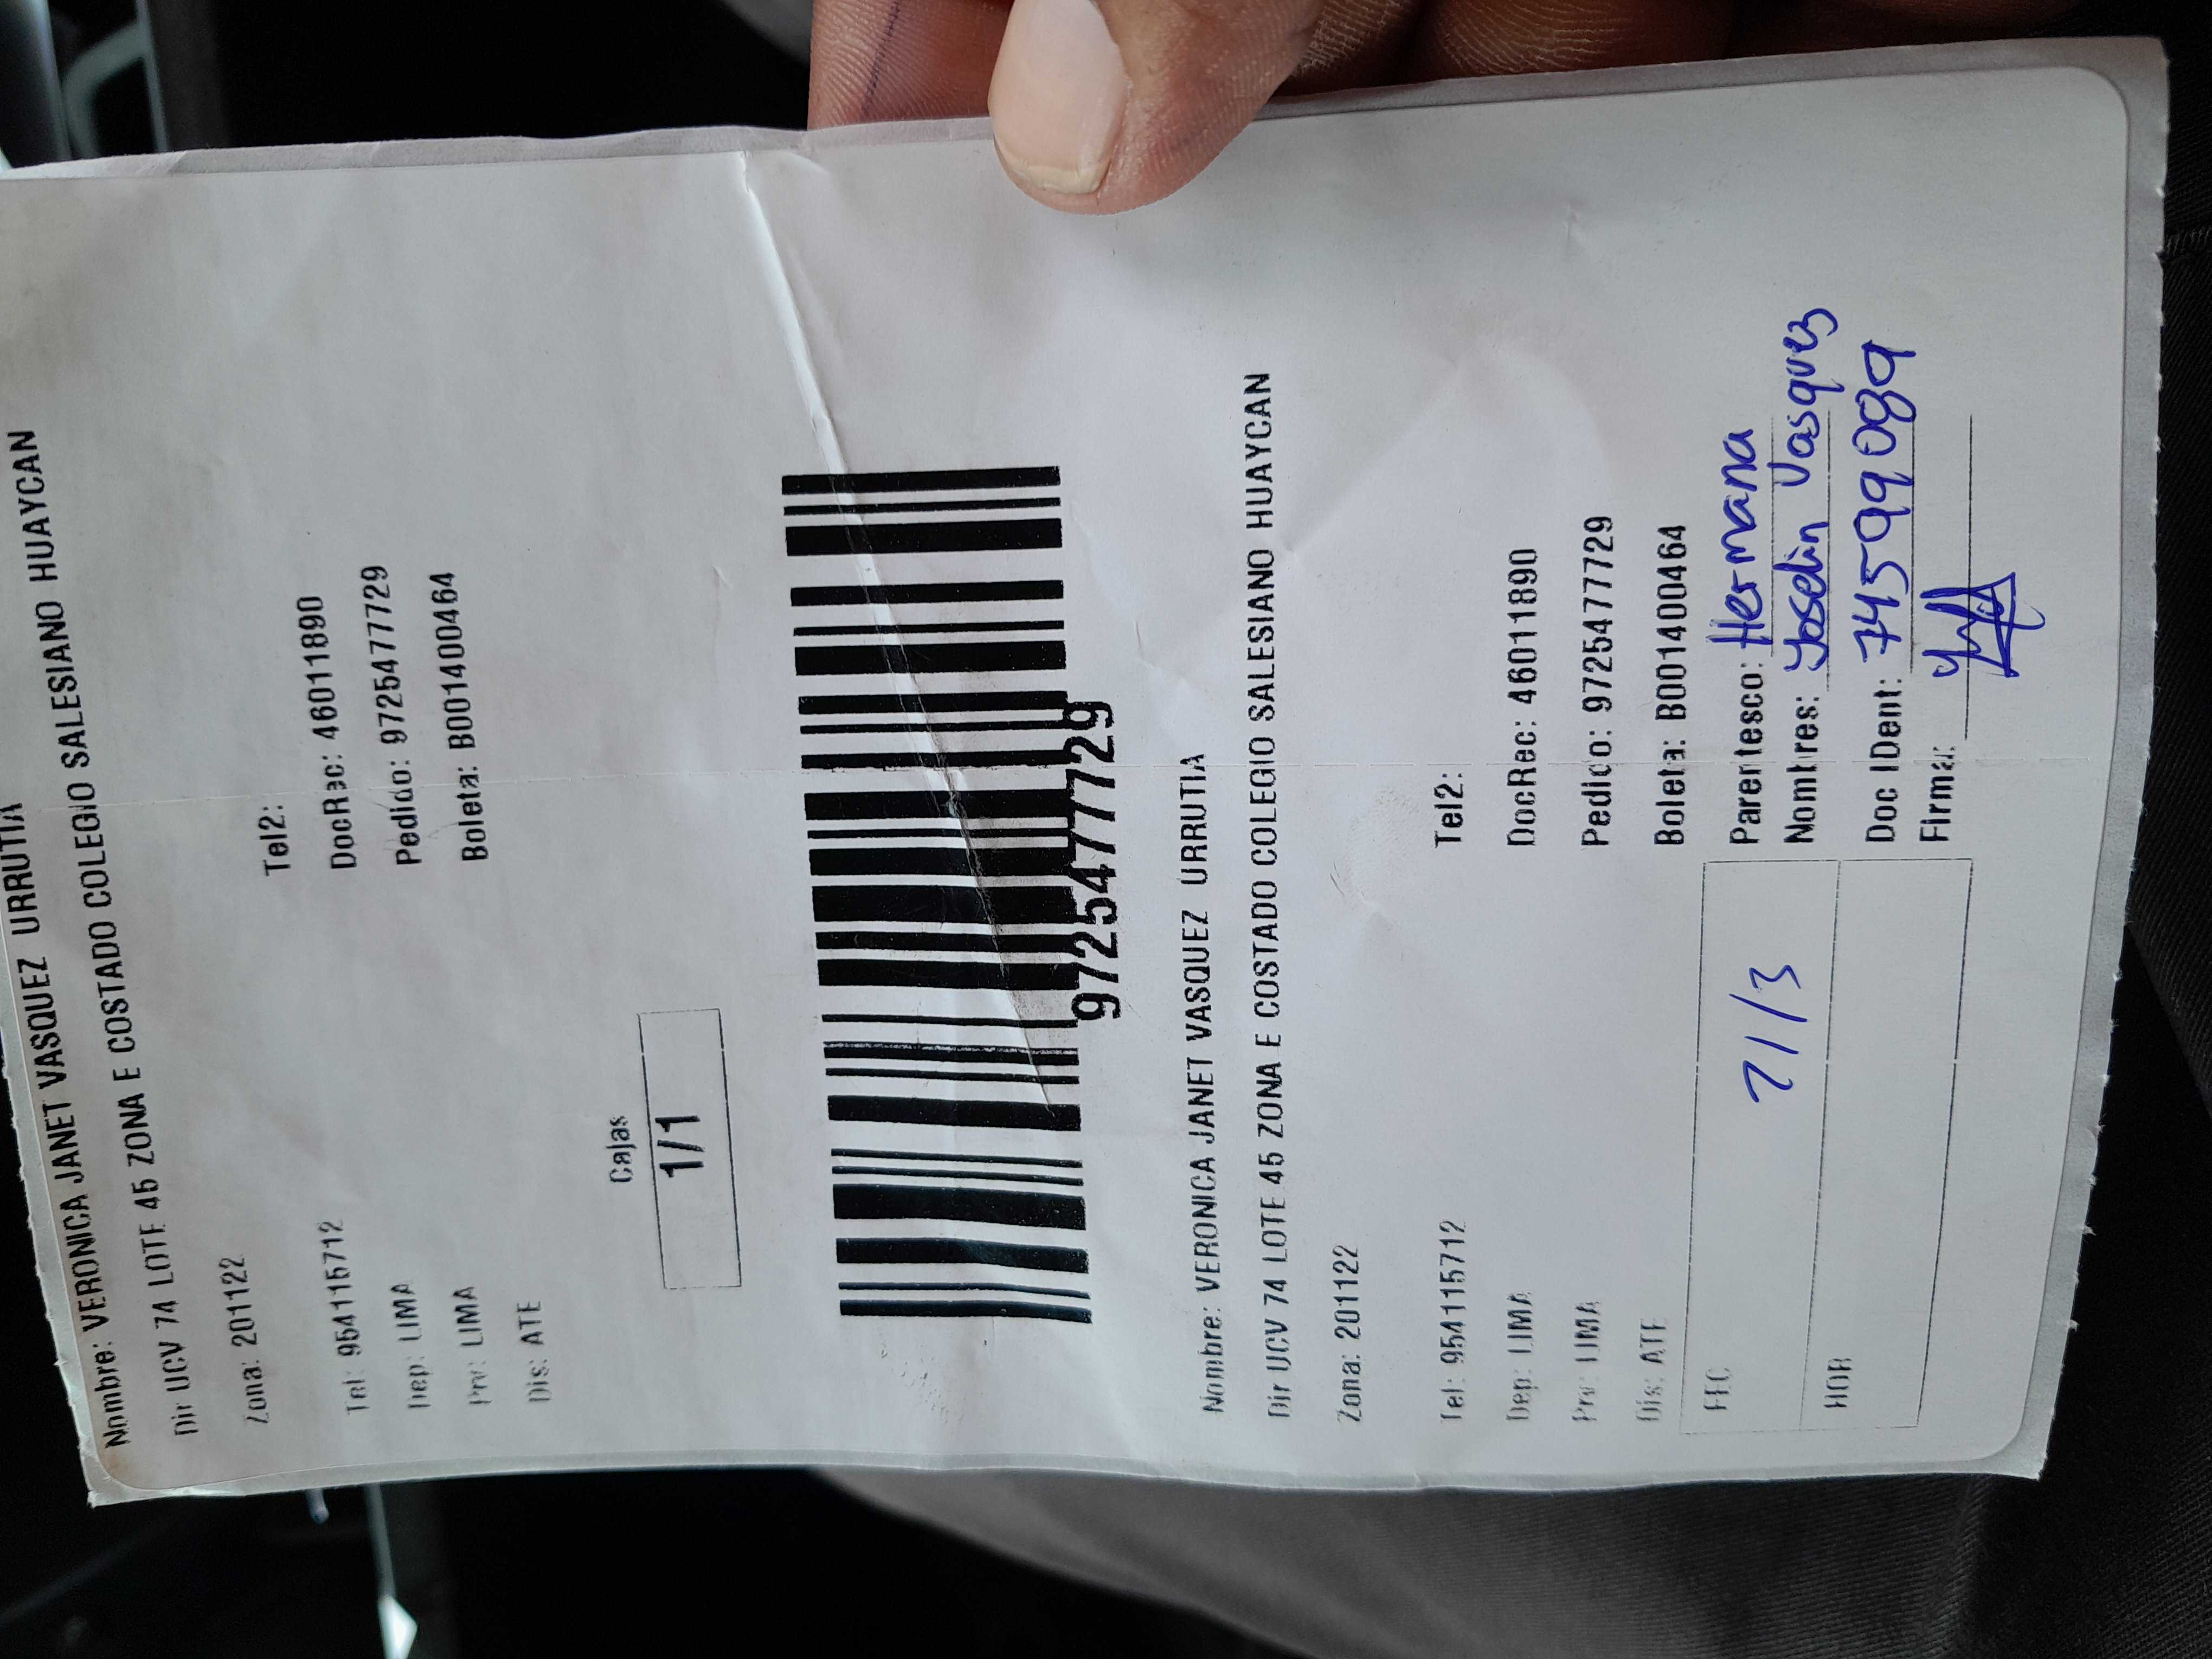 Nombre: VERONICA JANET VASQUEZ URRUTIA
Dir UCV 74 LOTE 45 ZONA E COSTADO COLEGIO SALESIANO HUAYCAN
Zona: 201122
Tel: 954115712 Tel2:
Dep: LIMA DocRec: 46011890
Prv: LIMA Pedido: 9725477729
Dis: ATE Boleta: B001400464
Cajas
1/1
9725477729
Nombre: VERONICA JANET VASQUEZ URRUTIA
Dir UCV 74 LOTE 45 ZONA E COSTADO COLEGIO SALESIANO HUAYCAN
Zona: 201122
Tel: 954115712 Tel2:
Dep: LIMA DocRec: 46011890
Prv: LIMA Pedido: 9725477729
Dis: ATE Boleta: B001400464
FEC 21/3 Parentesco: Hermana
Nombres: Yoselin Vasquez
HOR Doc IDent: 74599089
Firma: